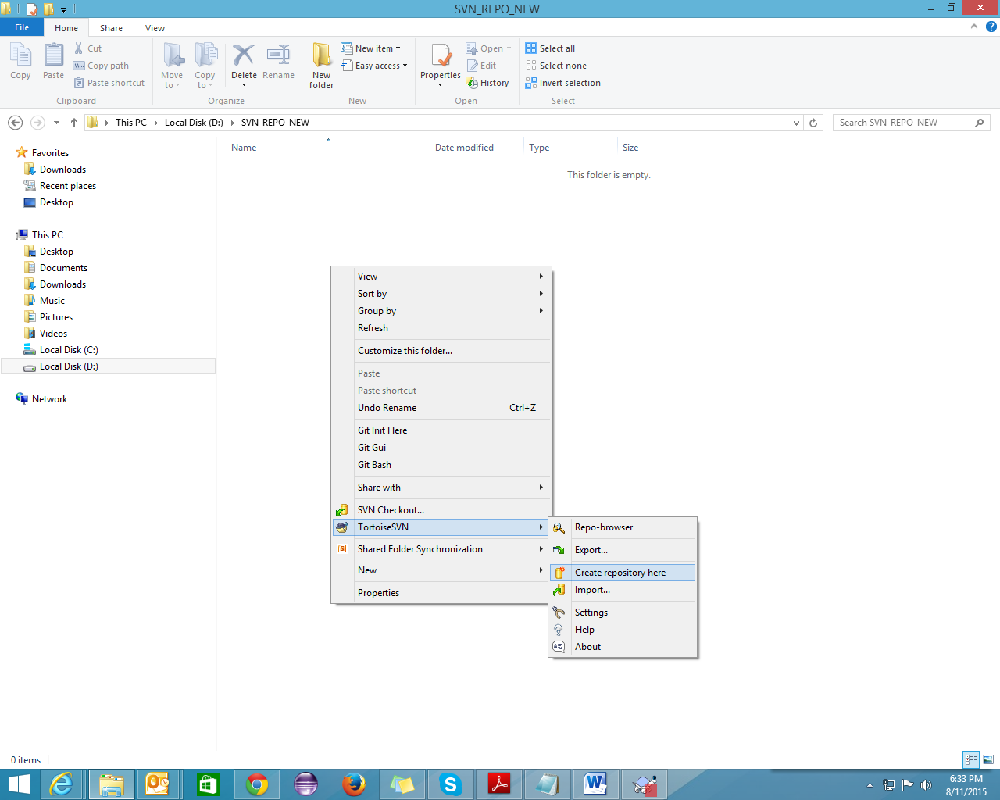 SVN_REPO_NEW
File Home Share View
Copy
Paste
Cut
Copy path
Paste shortcut
Clipboard
Move to
Copy to
Delete
Rename
Organize
New folder
New item
Easy access
New
Properties
Open
Edit
History
Open
Select all
Select none
Invert selection
Select
This PC Local Disk (D:) SVN_REPO_NEW
Search SVN_REPO_NEW
Favorites
Downloads
Recent places
Desktop
This PC
Desktop
Documents
Downloads
Music
Pictures
Videos
Local Disk (C:)
Local Disk (D:)
Network
Name Date modified Type Size
This folder is empty.
View
Sort by
Group by
Refresh
Customize this folder...
Paste
Paste shortcut
Undo Rename Ctrl+Z
Git Init Here
Git Gui
Git Bash
Share with
SVN Checkout...
TortoiseSVN
Shared Folder Synchronization
New
Properties
Repo-browser
Export...
Create repository here
Import...
Settings
Help
About
0 items
6:33 PM
8/11/2015